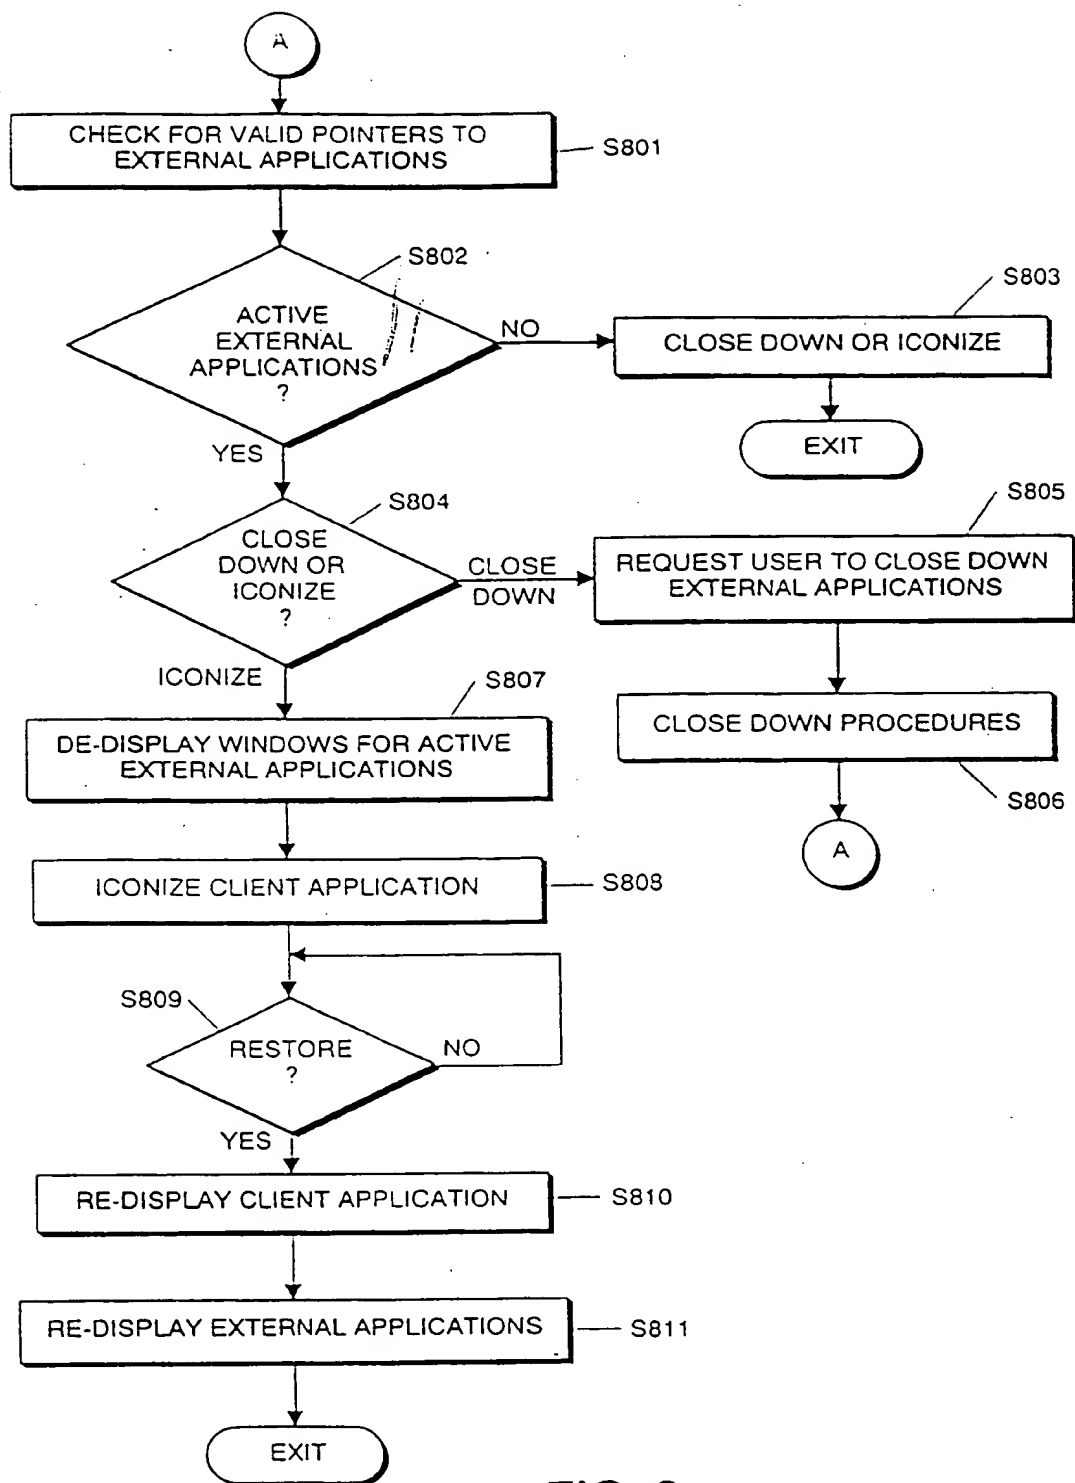 A
CHECK FOR VALID POINTERS TO
EXTERNAL APPLICATIONS
S801
S802
ACTIVE
EXTERNAL
APPLICATIONS
?
NO
S803
CLOSE DOWN OR ICONIZE
EXIT
YES
S804
CLOSE
DOWN OR
ICONIZE
?
CLOSE
DOWN
S805
REQUEST USER TO CLOSE DOWN
EXTERNAL APPLICATIONS
ICONIZE
S807
CLOSE DOWN PROCEDURES
S806
A
DE-DISPLAY WINDOWS FOR ACTIVE
EXTERNAL APPLICATIONS
ICONIZE CLIENT APPLICATION
S808
S809
RESTORE
?
NO
YES
RE-DISPLAY CLIENT APPLICATION
S810
RE-DISPLAY EXTERNAL APPLICATIONS
S811
EXIT